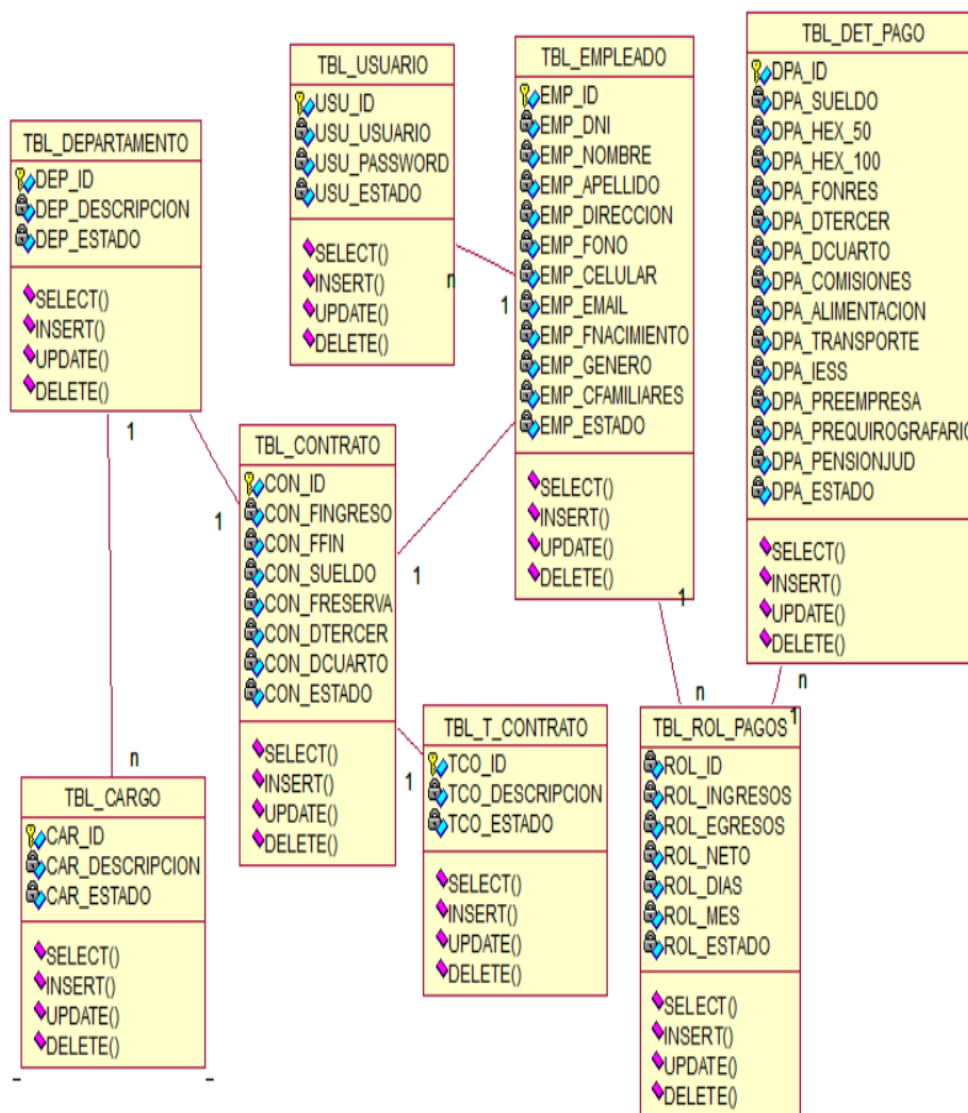 TBL_DEPARTAMENTO
DEP_ID
DEP_DESCRIPCION
DEP_ESTADO
SELECT()
INSERT()
UPDATE()
DELETE()
1
TBL_USUARIO
USU_ID
USU_USUARIO
USU_PASSWORD
USU_ESTADO
SELECT()
INSERT()
UPDATE()
DELETE()
n
1
TBL_EMPLEADO
EMP_ID
EMP_DNI
EMP_NOMBRE
EMP_APELLIDO
EMP_DIRECCION
EMP_FONO
EMP_CELULAR
EMP_EMAIL
EMP_FNACIMIENTO
EMP_GENERO
EMP_CFAMILIARES
EMP_ESTADO
SELECT()
INSERT()
UPDATE()
DELETE()
1
TBL_DET_PAGO
DPA_ID
DPA_SUELDO
DPA_HEX_50
DPA_HEX_100
DPA_FONRES
DPA_DTERCER
DPA_DCUARTO
DPA_COMISIONES
DPA_ALIMENTACION
DPA_TRANSPORTE
DPA_IESS
DPA_PREEMPRESA
DPA_PREQUIROGRAFARIO
DPA_PENSIONJUD
DPA_ESTADO
SELECT()
INSERT()
UPDATE()
DELETE()
n
1
TBL_CONTRATO
CON_ID
CON_FINGRESO
CON_FFIN
CON_SUELDO
CON_FRESERVA
CON_DTERCER
CON_DCUARTO
CON_ESTADO
SELECT()
INSERT()
UPDATE()
DELETE()
1
1
TBL_T_CONTRATO
TCO_ID
TCO_DESCRIPCION
TCO_ESTADO
SELECT()
INSERT()
UPDATE()
DELETE()
n
1
TBL_ROL_PAGOS
ROL_ID
ROL_INGRESOS
ROL_EGRESOS
ROL_NETO
ROL_DIAS
ROL_MES
ROL_ESTADO
SELECT()
INSERT()
UPDATE()
DELETE()
n
TBL_CARGO
CAR_ID
CAR_DESCRIPCION
CAR_ESTADO
SELECT()
INSERT()
UPDATE()
DELETE()